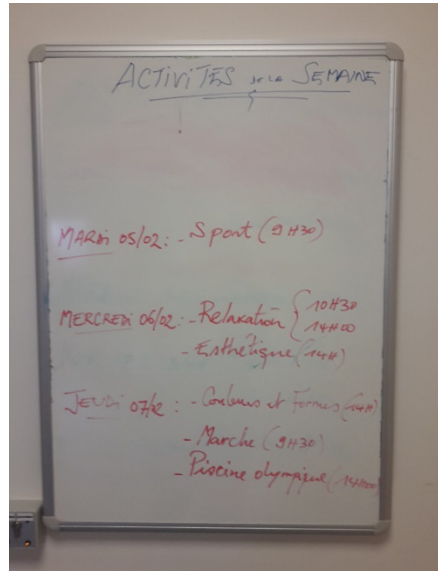 ACTIVITÉS DE LA SEMAINE
MARDI 05/02 : - Sport (9H30)
MERCREDI 06/02 : - Relaxation { 10H30
14H00
- Esthétique (14H)
JEUDI 07/02 : - Couleurs et Formes (14H)
- Marche (9H30)
- Piscine olympique (14H00)